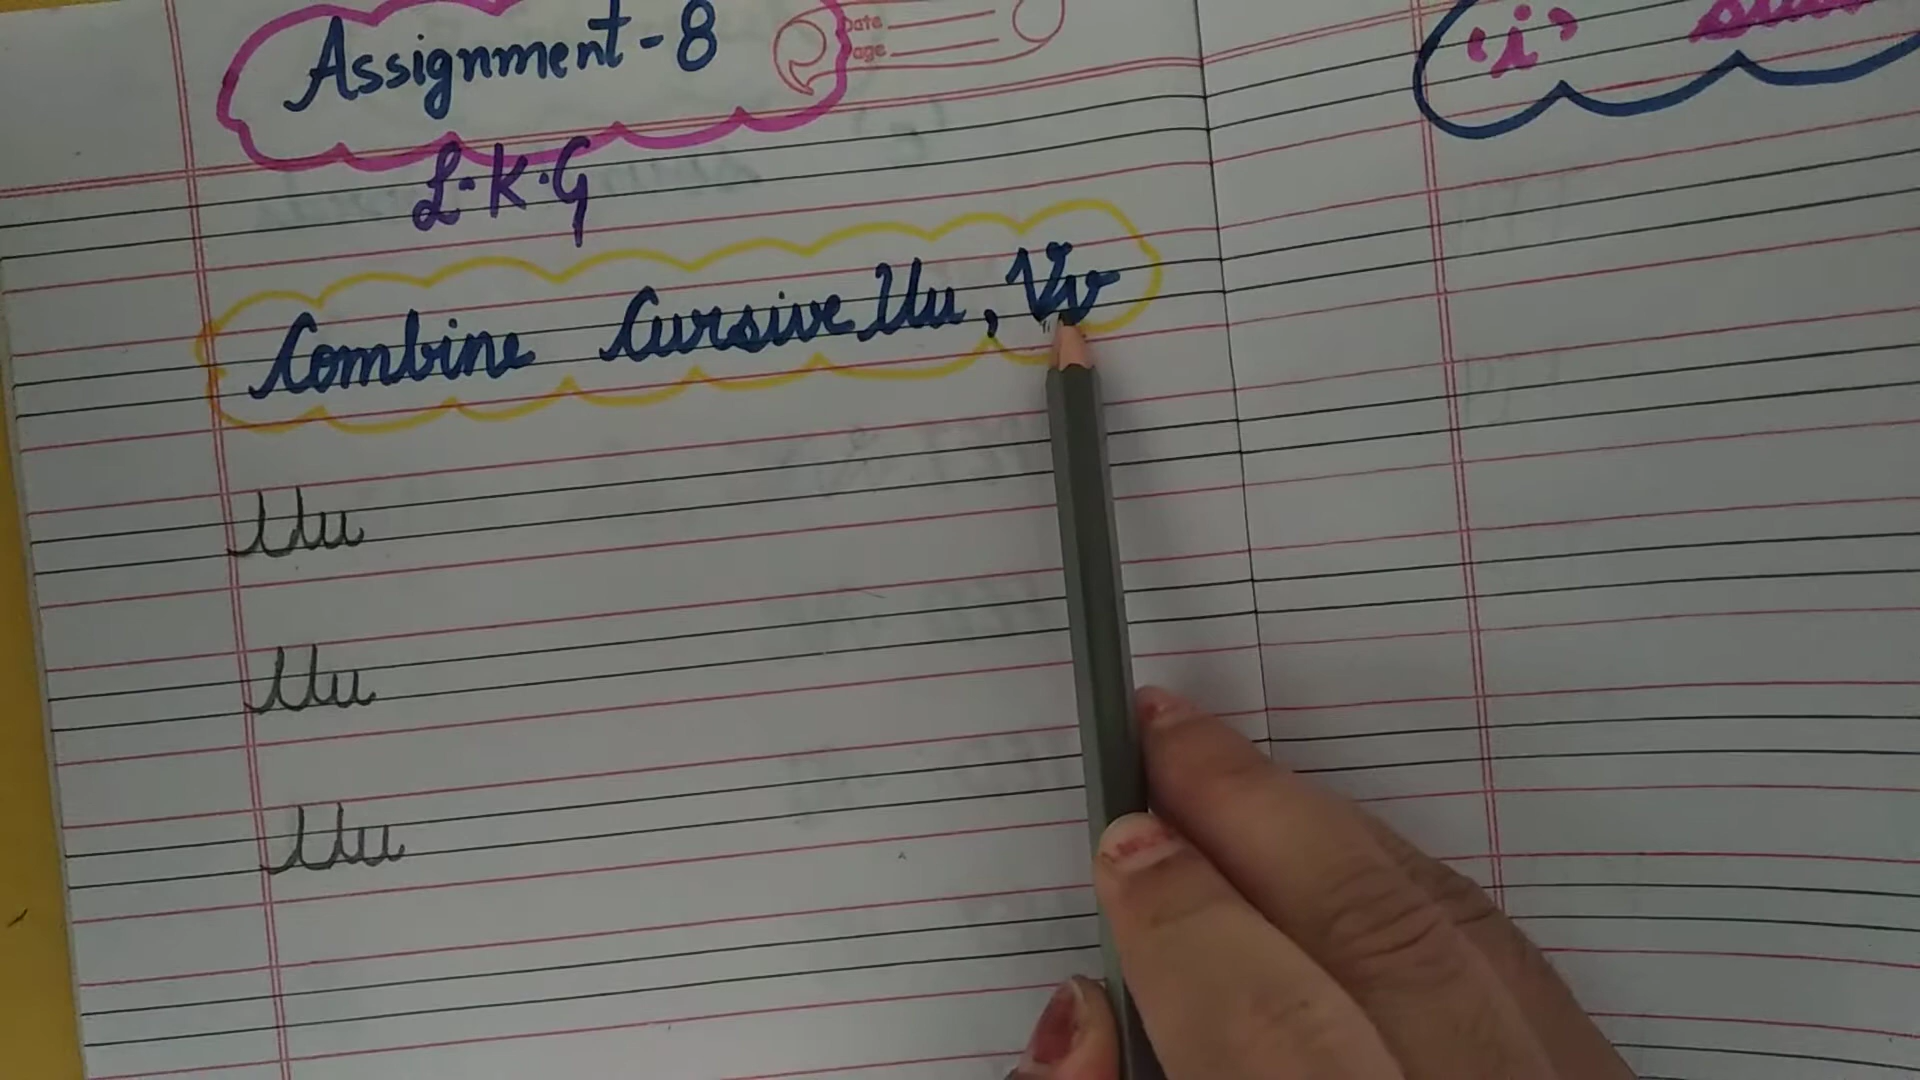 Assignment - 8
Date
Page
L.K.G
Combine Cursive Uu, Vv
Uu
Uu
Uu
'i'